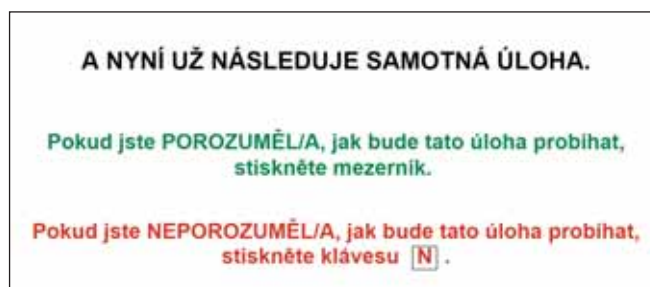 A NYNÍ UŽ NÁSLEDUJE SAMOTNÁ ÚLOHA.
Pokud jste POROZUMĚL/A, jak bude tato úloha probíhat,
stiskněte mezerník.
Pokud jste NEPOROZUMĚL/A, jak bude tato úloha probíhat,
stiskněte klávesu N .